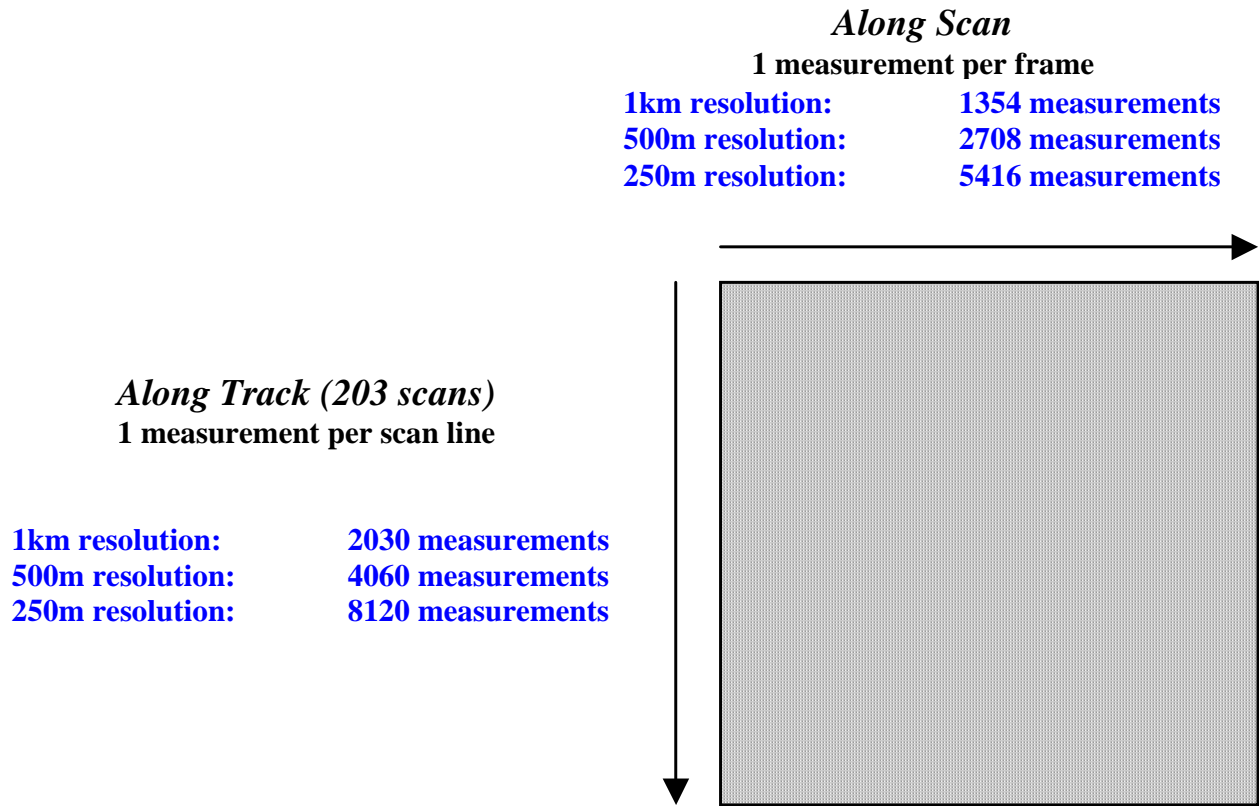 Along Scan
1 measurement per frame
1km resolution: 1354 measurements
500m resolution: 2708 measurements
250m resolution: 5416 measurements
Along Track (203 scans)
1 measurement per scan line
1km resolution: 2030 measurements
500m resolution: 4060 measurements
250m resolution: 8120 measurements